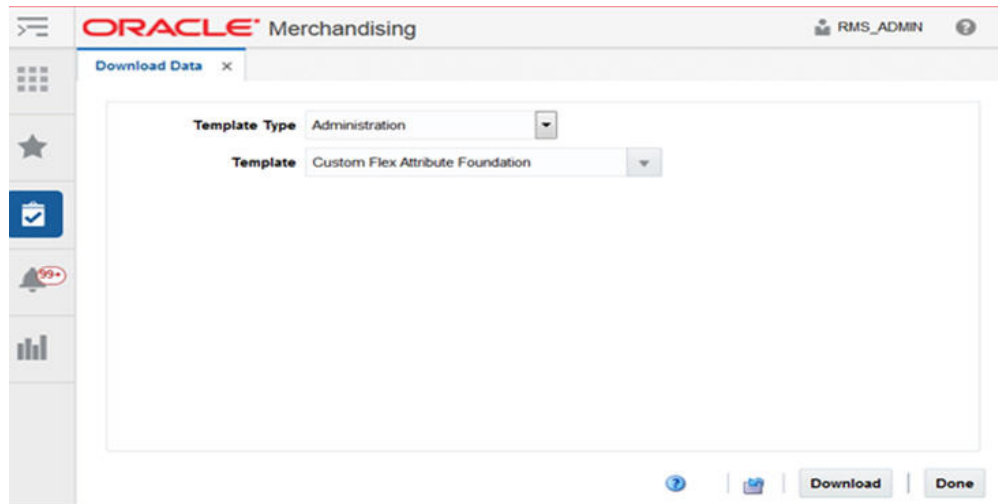 ORACLE Merchandising
RMS_ADMIN
Download Data
Template Type Administration
Template Custom Flex Attribute Foundation
99+
Download
Done